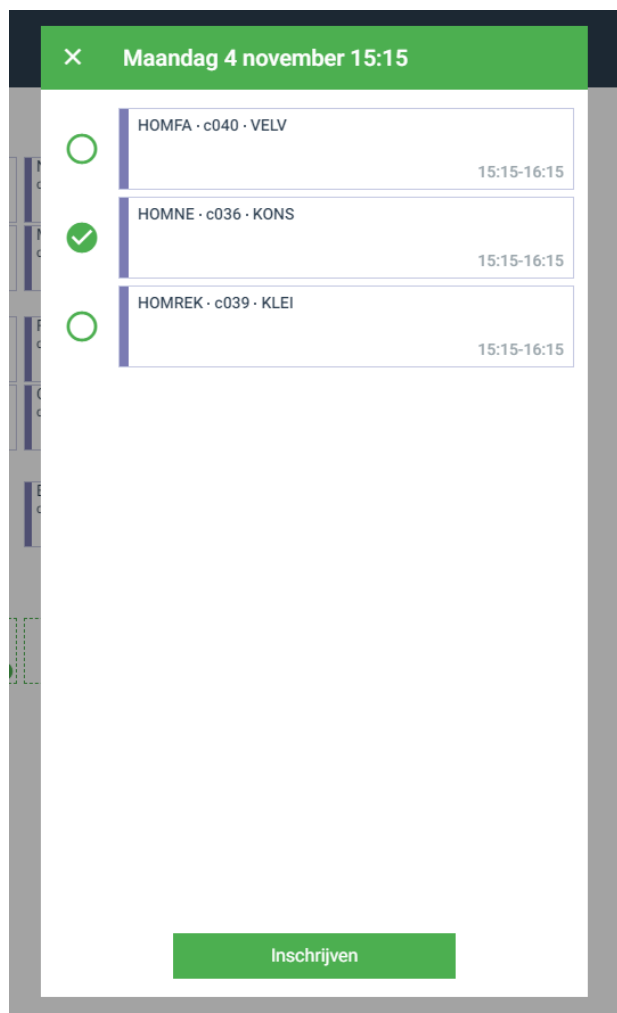 Maandag 4 november 15:15
HOMFA · c040 · VELV
15:15-16:15
HOMNE · c036 · KONS
15:15-16:15
HOMREK · c039 · KLEI
15:15-16:15
Inschrijven